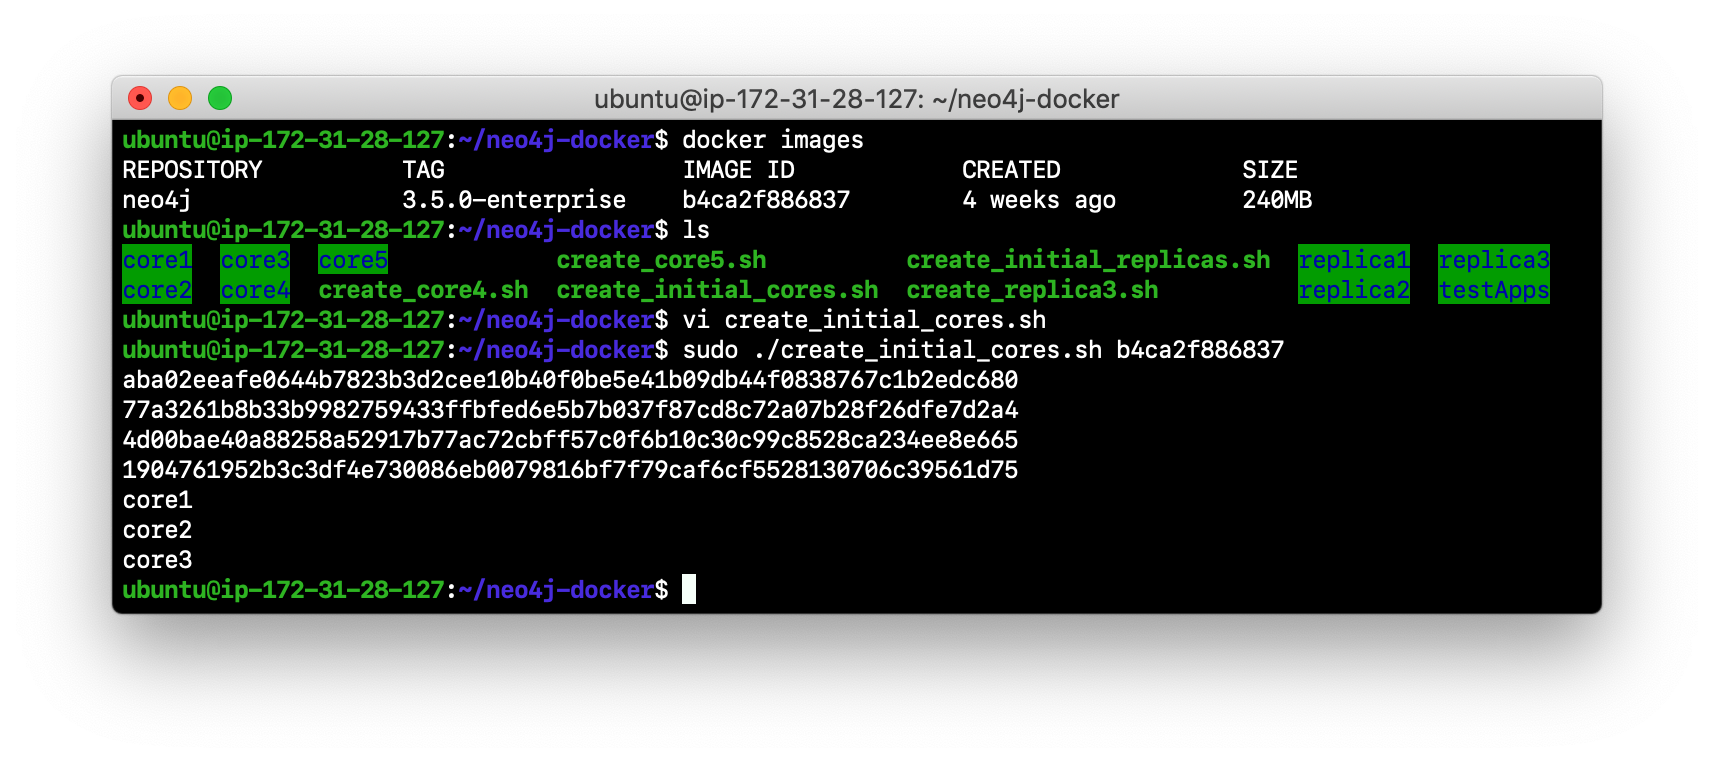 ubuntu@ip-172-31-28-127: ~/neo4j-docker
ubuntu@ip-172-31-28-127:~/neo4j-docker$ docker images
REPOSITORY TAG IMAGE ID CREATED SIZE
neo4j 3.5.0-enterprise b4ca2f886837 4 weeks ago 240MB
ubuntu@ip-172-31-28-127:~/neo4j-docker$ ls
core1 core3 core5 create_core5.sh create_initial_replicas.sh replica1 replica3
core2 core4 create_core4.sh create_initial_cores.sh create_replica3.sh replica2 testApps
ubuntu@ip-172-31-28-127:~/neo4j-docker$ vi create_initial_cores.sh
ubuntu@ip-172-31-28-127:~/neo4j-docker$ sudo ./create_initial_cores.sh b4ca2f886837
aba02eeafe0644b7823b3d2cee10b40f0be5e41b09db44f0838767c1b2edc680
77a3261b8b33b9982759433ffbfed6e5b7b037f87cd8c72a07b28f26dfe7d2a4
4d00bae40a88258a52917b77ac72cbff57c0f6b10c30c99c8528ca234ee8e665
1904761952b3c3df4e730086eb0079816bf7f79caf6cf5528130706c39561d75
core1
core2
core3
ubuntu@ip-172-31-28-127:~/neo4j-docker$